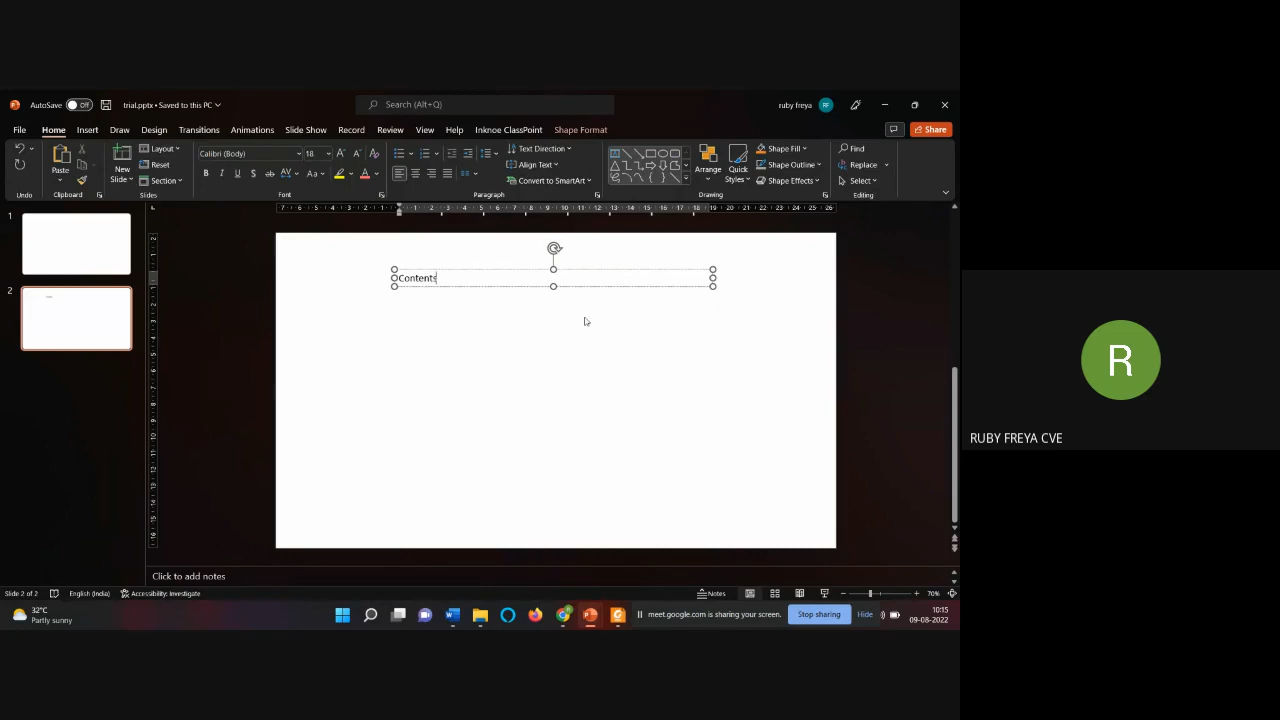 AutoSave Off trial.pptx • Saved to this PC Search (Alt+Q) ruby freya RF
File Home Insert Draw Design Transitions Animations Slide Show Record Review View Help Inknoe ClassPoint Shape Format Share
Paste
New Slide
Layout
Reset
Section
Calibri (Body) 18
Text Direction
Align Text
Convert to SmartArt
Arrange
Quick Styles
Shape Fill
Shape Outline
Shape Effects
Find
Replace
Select
Undo Clipboard Slides Font Paragraph Drawing Editing
1
2
Contents
R
RUBY FREYA CVE
Click to add notes
Slide 2 of 2 English (India) Accessibility: Investigate Notes 70%
32°C
Partly sunny
meet.google.com is sharing your screen. Stop sharing Hide
10:15
09-08-2022